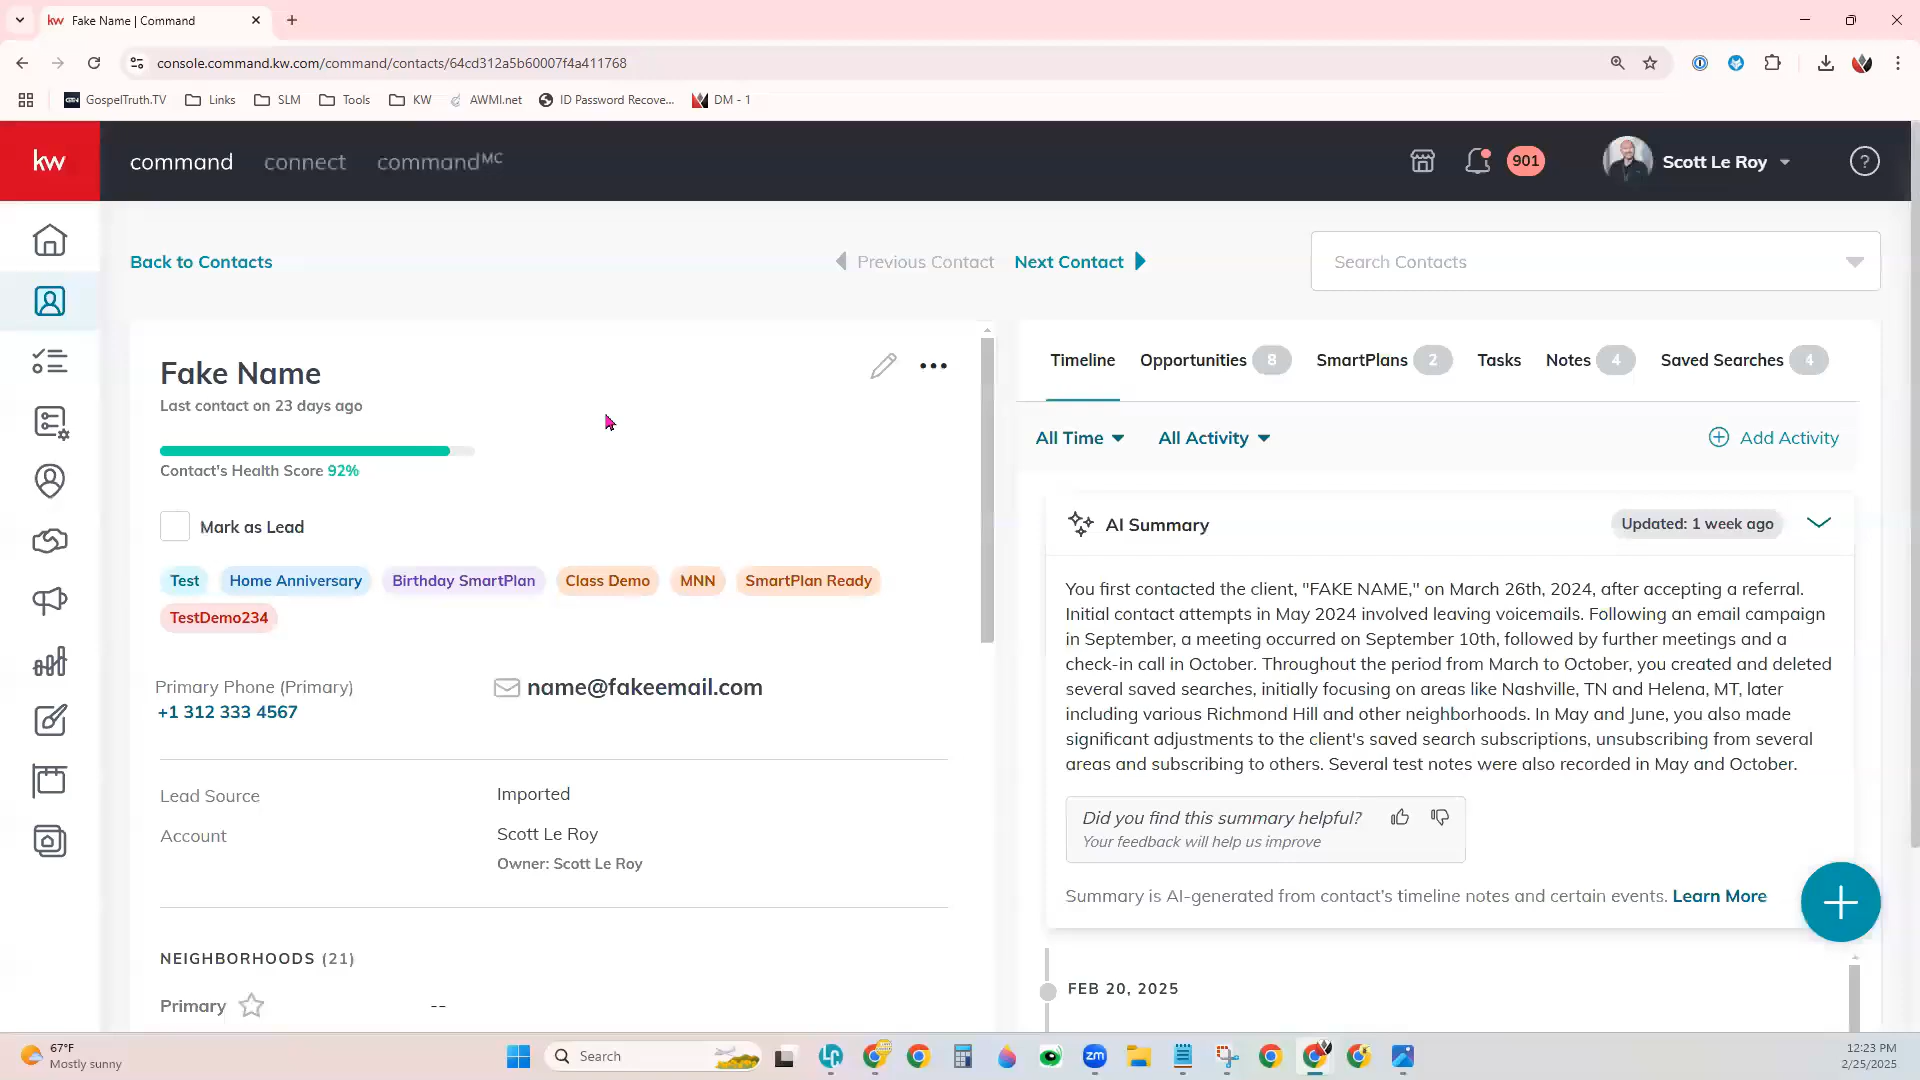 kw Fake Name | Command
console.command.kw.com/command/contacts/64cd312a5b60007f4a411768
GospelTruth.TV Links SLM Tools KW AWMI.net ID Password Recove... DM - 1
kw command connect commandMC 901 Scott Le Roy ?
Back to Contacts Previous Contact Next Contact Search Contacts
Fake Name
Last contact on 23 days ago
Contact's Health Score 92%
Mark as Lead
Test Home Anniversary Birthday SmartPlan Class Demo MNN SmartPlan Ready
TestDemo234
Primary Phone (Primary)
+1 312 333 4567
name@fakeemail.com
Lead Source Imported
Account Scott Le Roy
Owner: Scott Le Roy
NEIGHBORHOODS (21)
Primary --
Timeline Opportunities 8 SmartPlans 2 Tasks Notes 4 Saved Searches 4
All Time All Activity Add Activity
AI Summary Updated: 1 week ago
You first contacted the client, "FAKE NAME," on March 26th, 2024, after accepting a referral.
Initial contact attempts in May 2024 involved leaving voicemails. Following an email campaign
in September, a meeting occurred on September 10th, followed by further meetings and a
check-in call in October. Throughout the period from March to October, you created and deleted
several saved searches, initially focusing on areas like Nashville, TN and Helena, MT, later
including various Richmond Hill and other neighborhoods. In May and June, you also made
significant adjustments to the client's saved search subscriptions, unsubscribing from several
areas and subscribing to others. Several test notes were also recorded in May and October.
Did you find this summary helpful?
Your feedback will help us improve
Summary is AI-generated from contact's timeline notes and certain events. Learn More
FEB 20, 2025
67°F
Mostly sunny
Search
zm
12:23 PM
2/25/2025